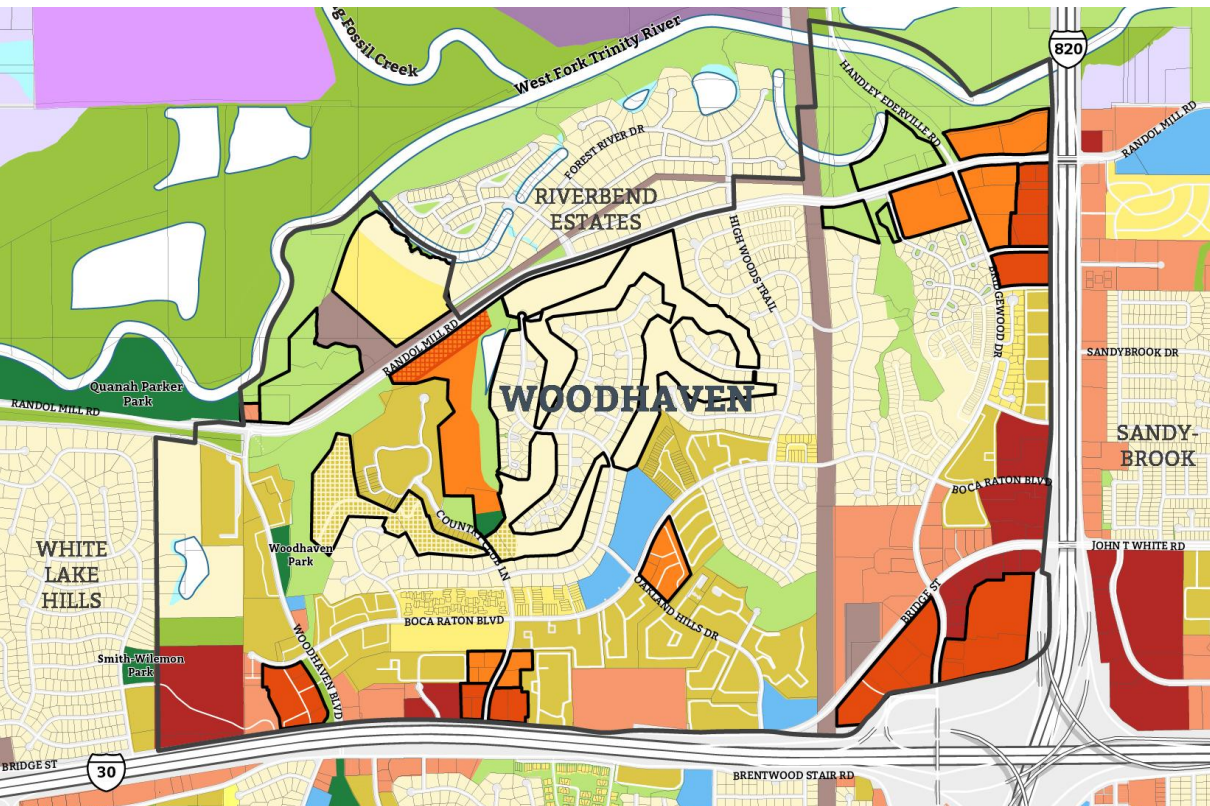 Fossil Creek
West Fork Trinity River
820
HANDLEY EDERVILLE RD
RANDOL MILL RD
FOREST RIVER DR
RIVERBEND
ESTATES
HIGH WOODS TRAIL
BRIDGEWOOD DR
RANDOL MILL RD
SANDYBROOK DR
Quanah Parker
Park
RANDOL MILL RD
WOODHAVEN
SANDY-
BROOK
BOCA RATON BLVD
COUNTRY CLUB LN
WHITE
LAKE
HILLS
Woodhaven
Park
JOHN T WHITE RD
OAKLAND HILLS DR
BRIDGE ST
BOCA RATON BLVD
WOODHAVEN BLVD
Smith-Wilemon
Park
BRIDGE ST
30
BRENTWOOD STAIR RD